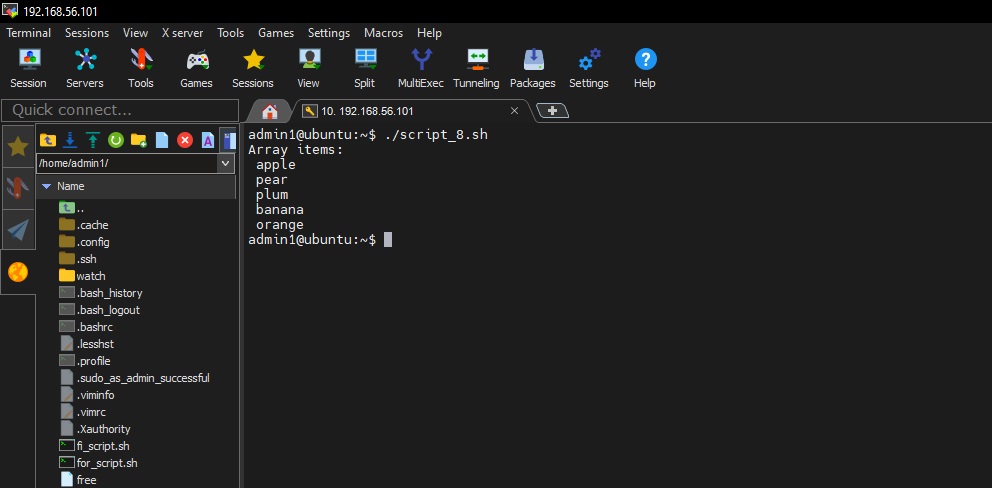 192.168.56.101
Terminal Sessions View X server Tools Games Settings Macros Help
Session Servers Tools Games Sessions View Split MultiExec Tunneling Packages Settings Help
Quick connect...
10. 192.168.56.101
/home/admin1/
Name
..
.cache
.config
.ssh
watch
.bash_history
.bash_logout
.bashrc
.lesshst
.profile
.sudo_as_admin_successful
.viminfo
.vimrc
.Xauthority
fi_script.sh
for_script.sh
free
admin1@ubuntu:~$ ./script_8.sh
Array items:
apple
pear
plum
banana
orange
admin1@ubuntu:~$